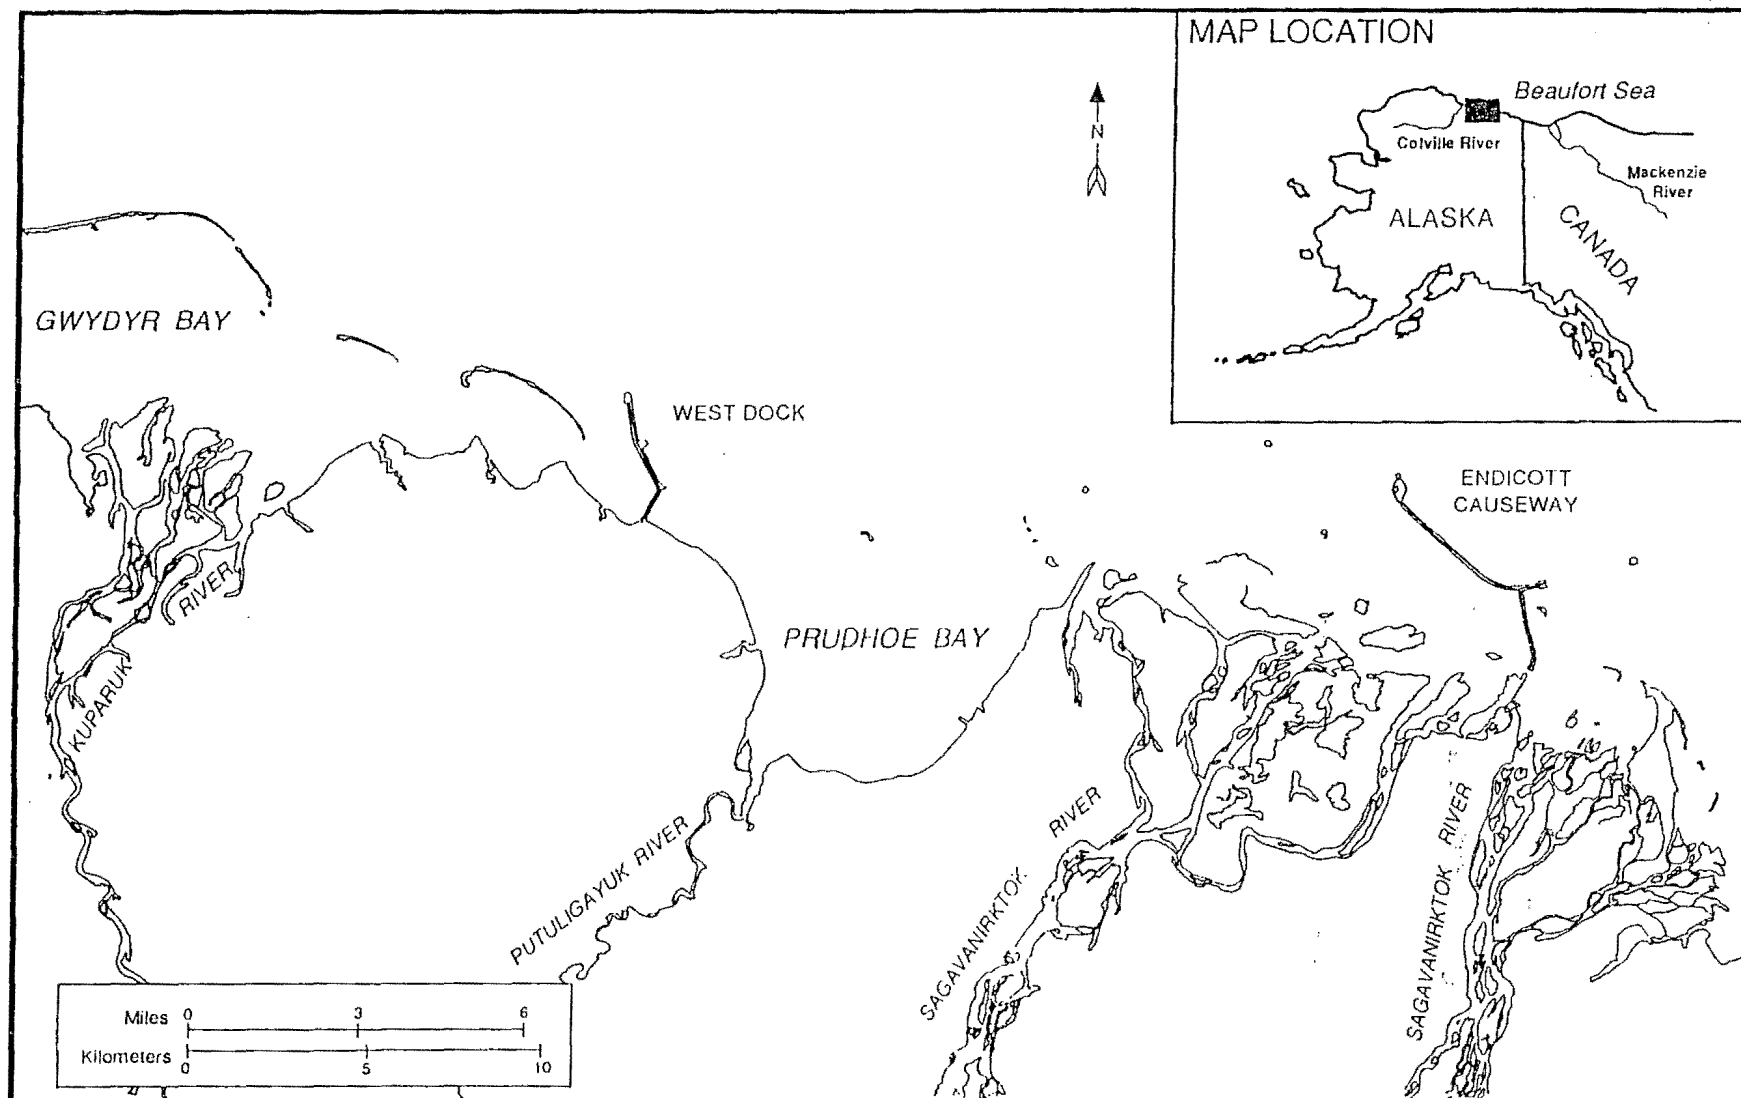 MAP LOCATION
Beaufort Sea
Colville River
Mackenzie
River
ALASKA
CANADA
N
GWYDYR BAY
WEST DOCK
ENDICOTT
CAUSEWAY
PRUDHOE BAY
KUPARUK
RIVER
PUTULIGAYUK RIVER
SAGAVANIRKTOK
RIVER
SAGAVANIRKTOK RIVER
Miles 0 3 6
Kilometers
0 5 10